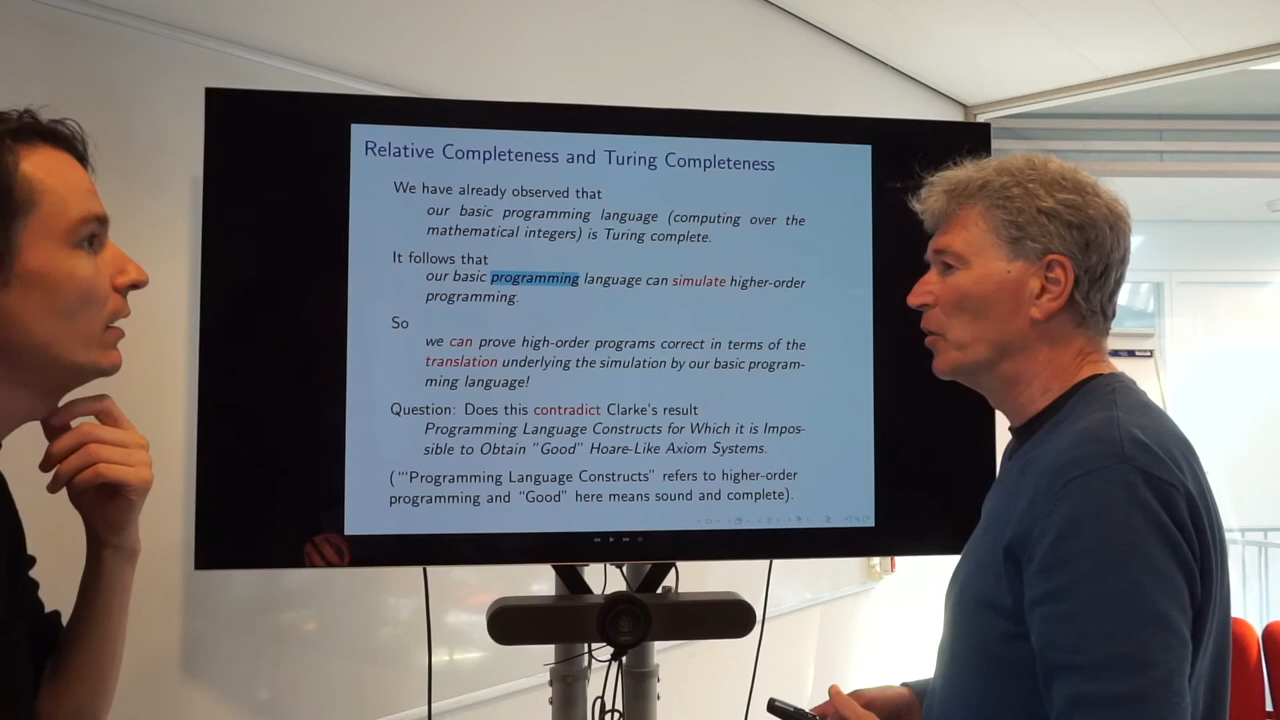 Relative Completeness and Turing Completeness
We have already observed that
our basic programming language (computing over the
mathematical integers) is Turing complete.
It follows that
our basic programming language can simulate higher-order
programming.
So
we can prove high-order programs correct in terms of the
translation underlying the simulation by our basic program-
ming language!
Question: Does this contradict Clarke's result
Programming Language Constructs for Which it is Impos-
sible to Obtain "Good" Hoare-Like Axiom Systems.
("'Programming Language Constructs" refers to higher-order
programming and "Good" here means sound and complete).